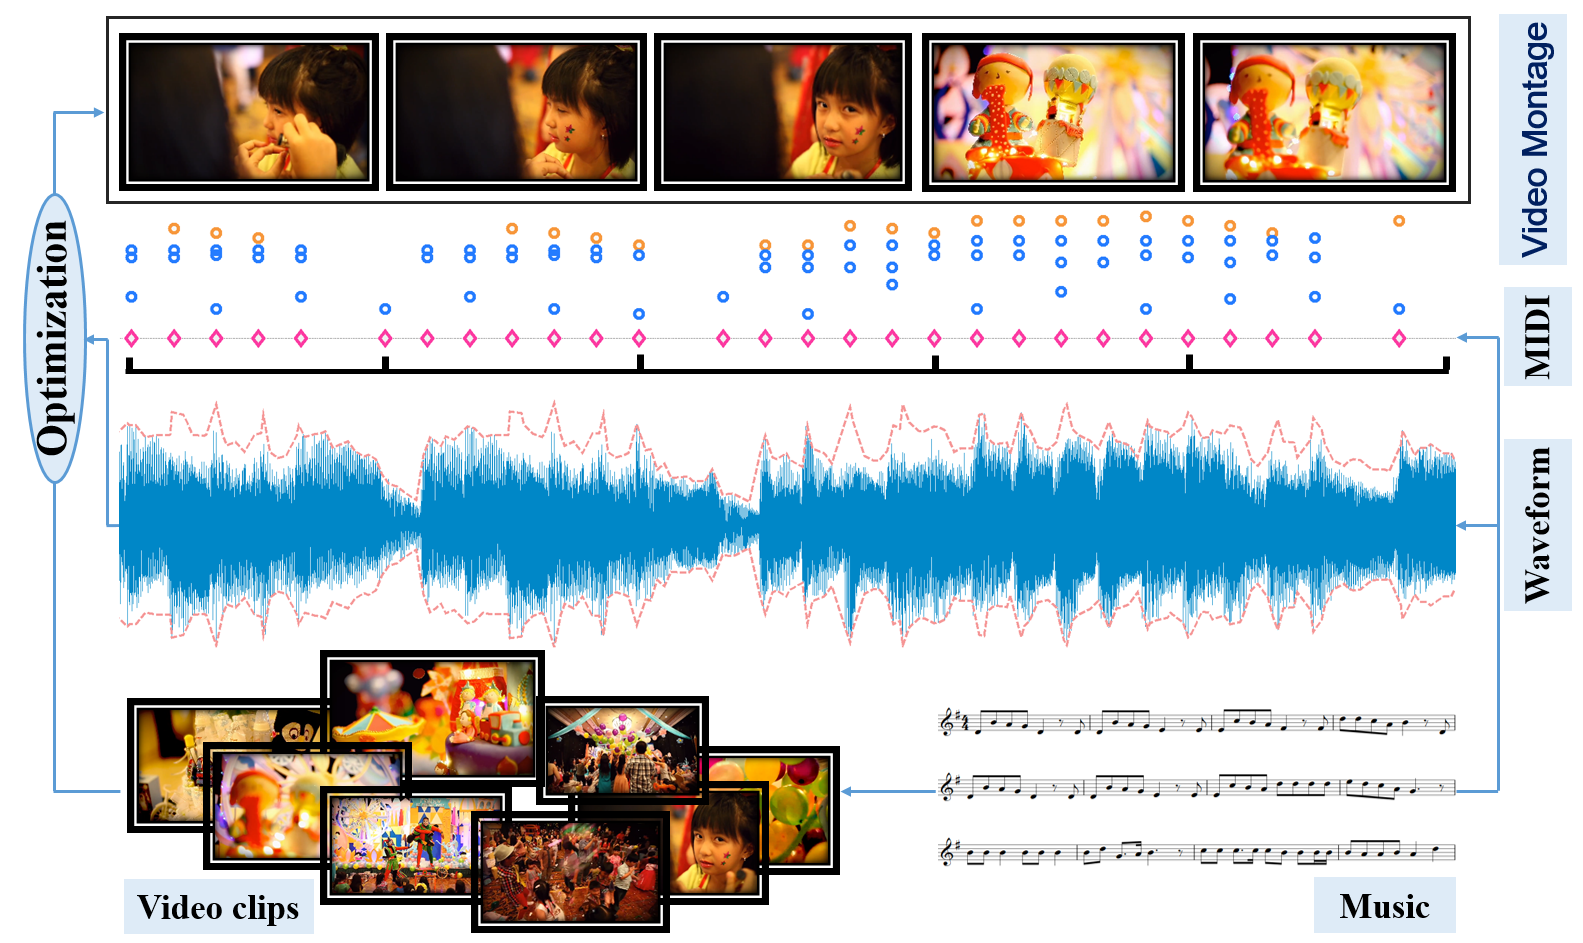 Video Montage
Optimization
MIDI
Waveform
Video clips
Music